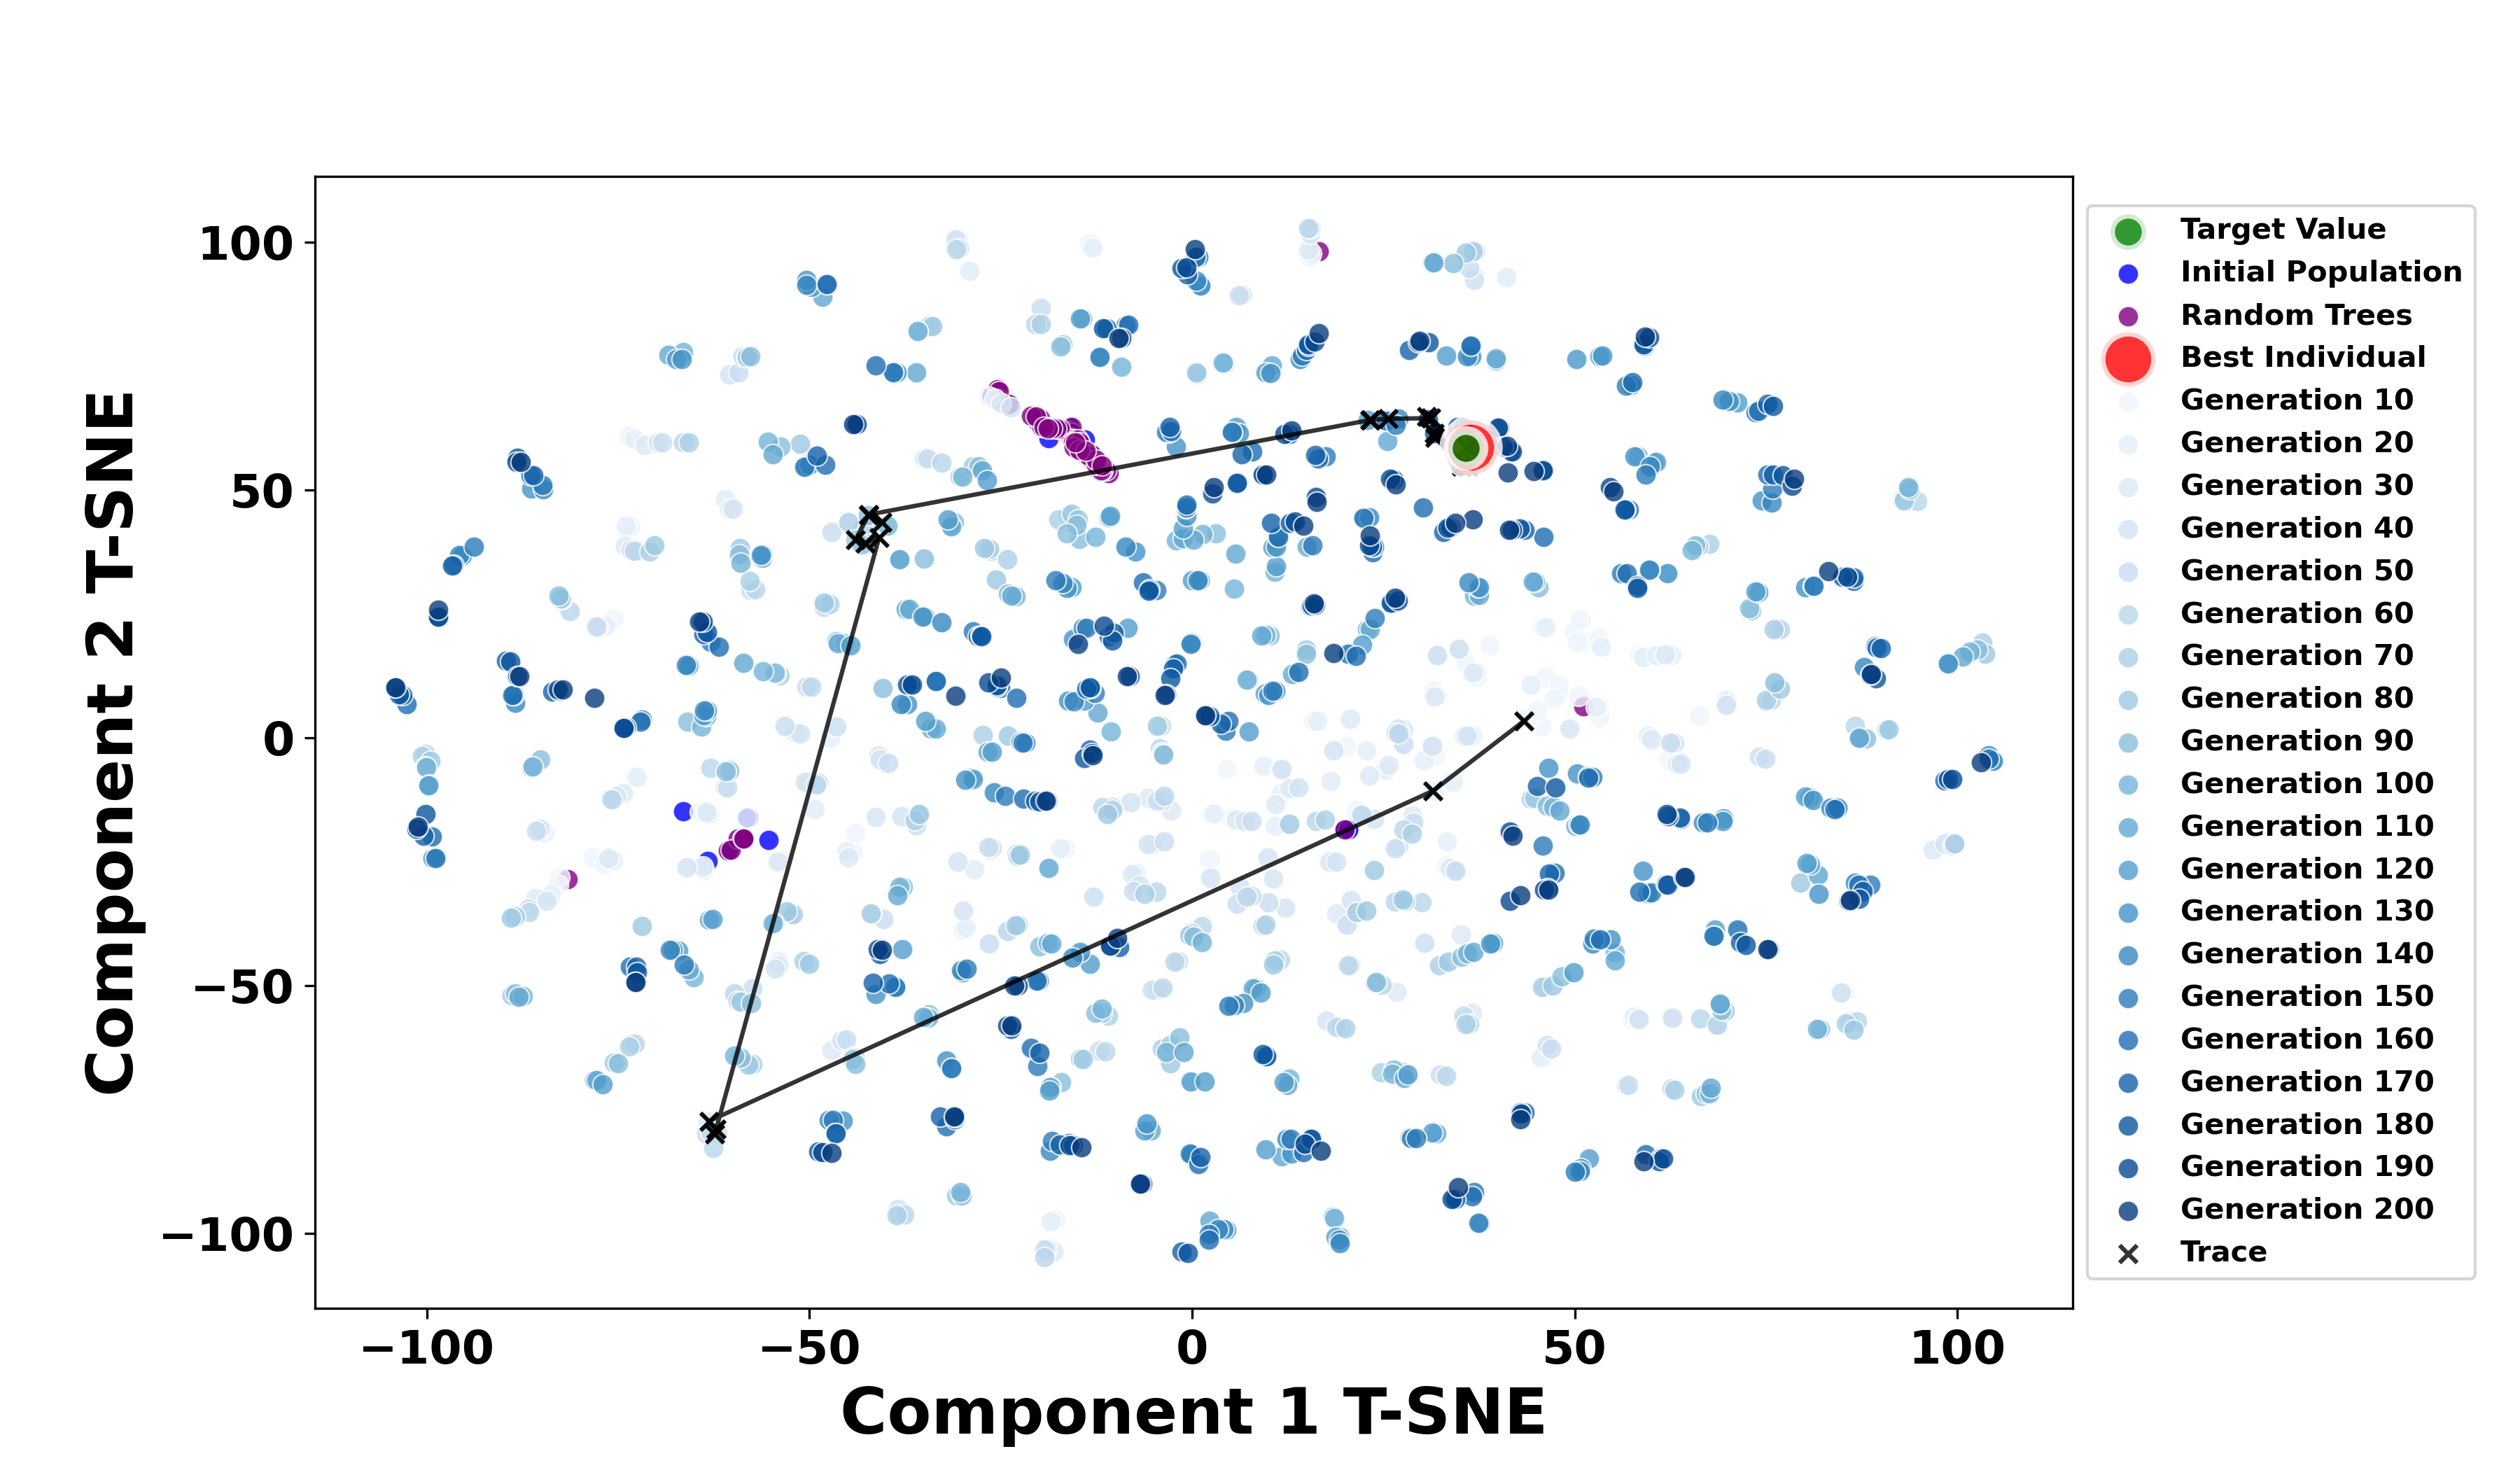 Component 2 T-SNE
100
50
0
−50
−100
−100
−50
0
50
100
Component 1 T-SNE
Target Value
Initial Population
Random Trees
Best Individual
Generation 10
Generation 20
Generation 30
Generation 40
Generation 50
Generation 60
Generation 70
Generation 80
Generation 90
Generation 100
Generation 110
Generation 120
Generation 130
Generation 140
Generation 150
Generation 160
Generation 170
Generation 180
Generation 190
Generation 200
Trace